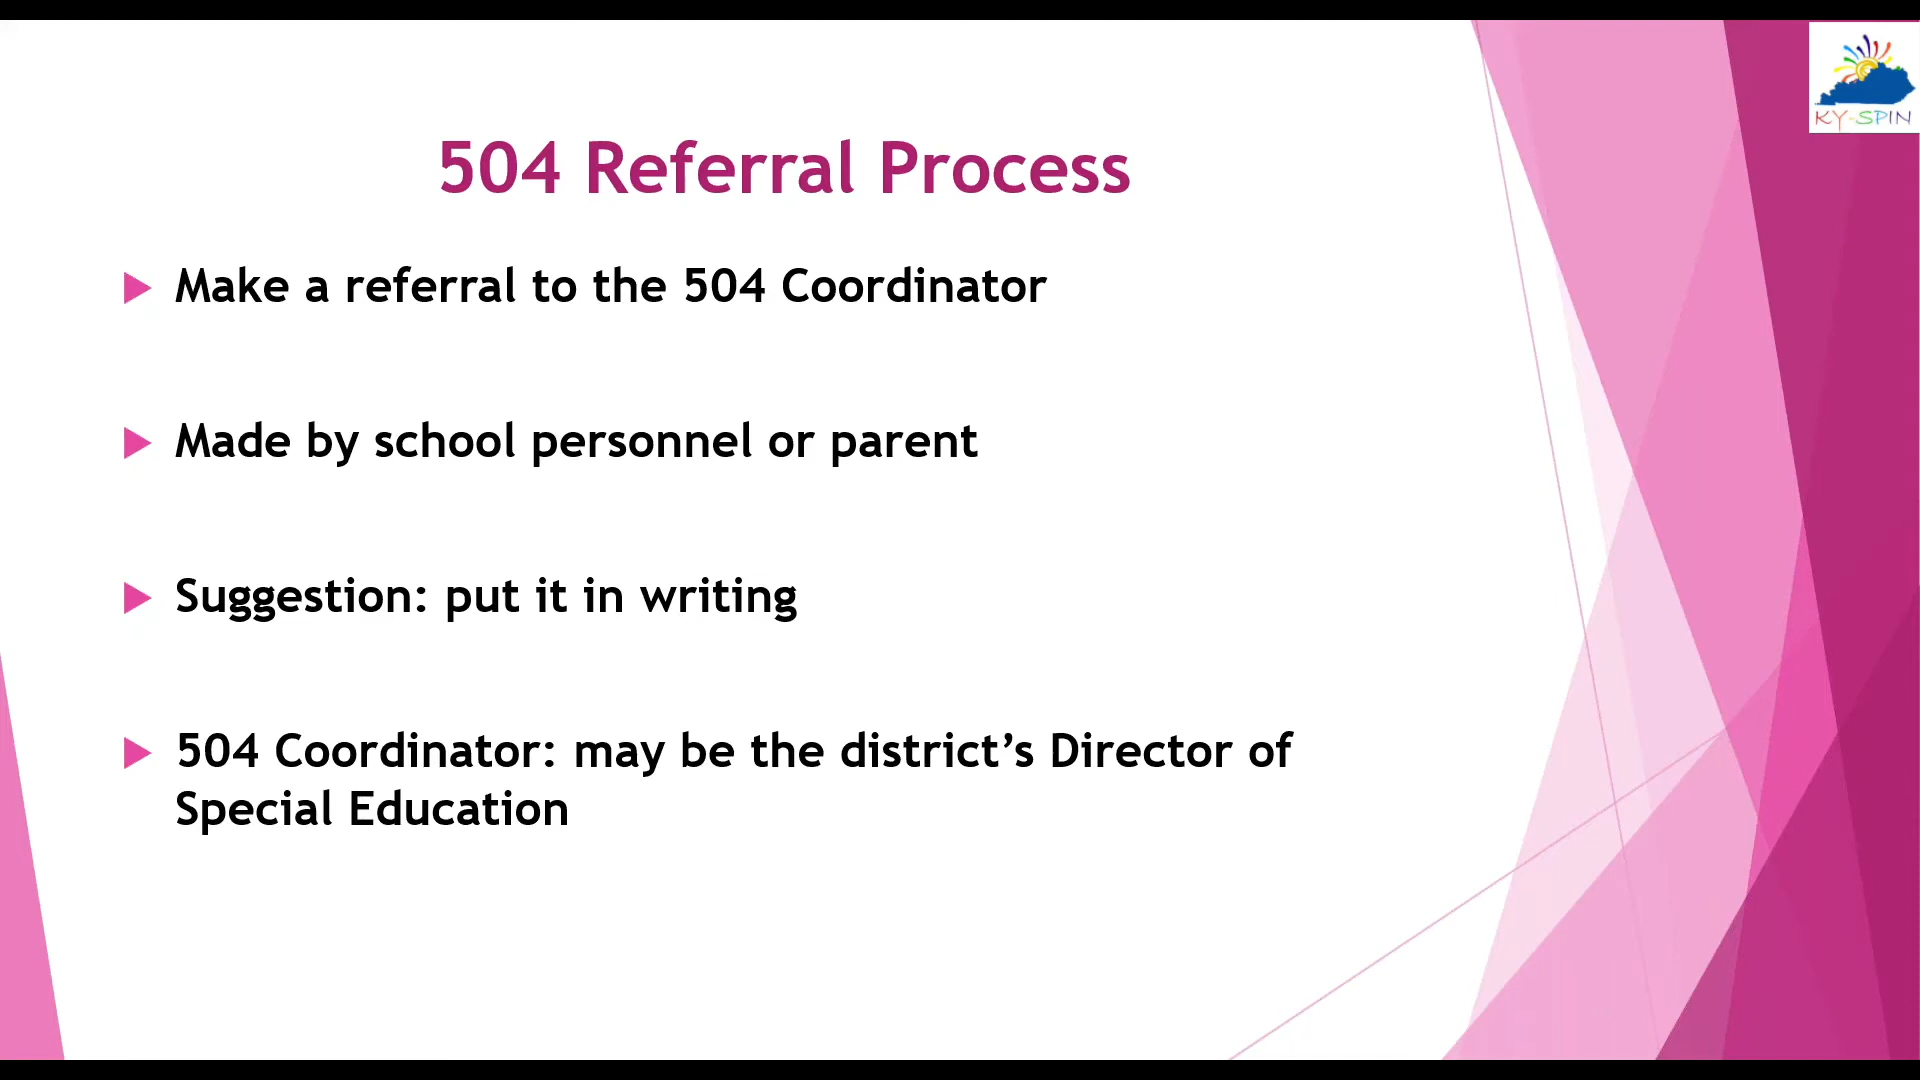 KY-SPIN
504 Referral Process
Make a referral to the 504 Coordinator
Made by school personnel or parent
Suggestion: put it in writing
504 Coordinator: may be the district’s Director of
Special Education